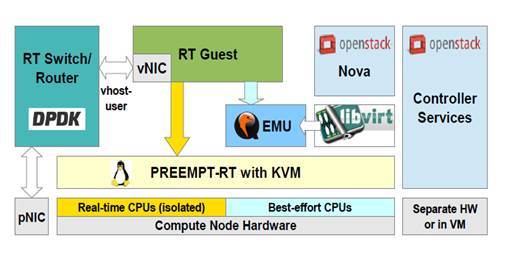 RT Switch/
Router
DPDK
vhost-
user
vNIC
RT Guest
openstack
Nova
openstack
Controller
Services
EMU
libvirt
PREEMPT-RT with KVM
pNIC
Real-time CPUs (isolated)
Best-effort CPUs
Compute Node Hardware
Separate HW
or in VM